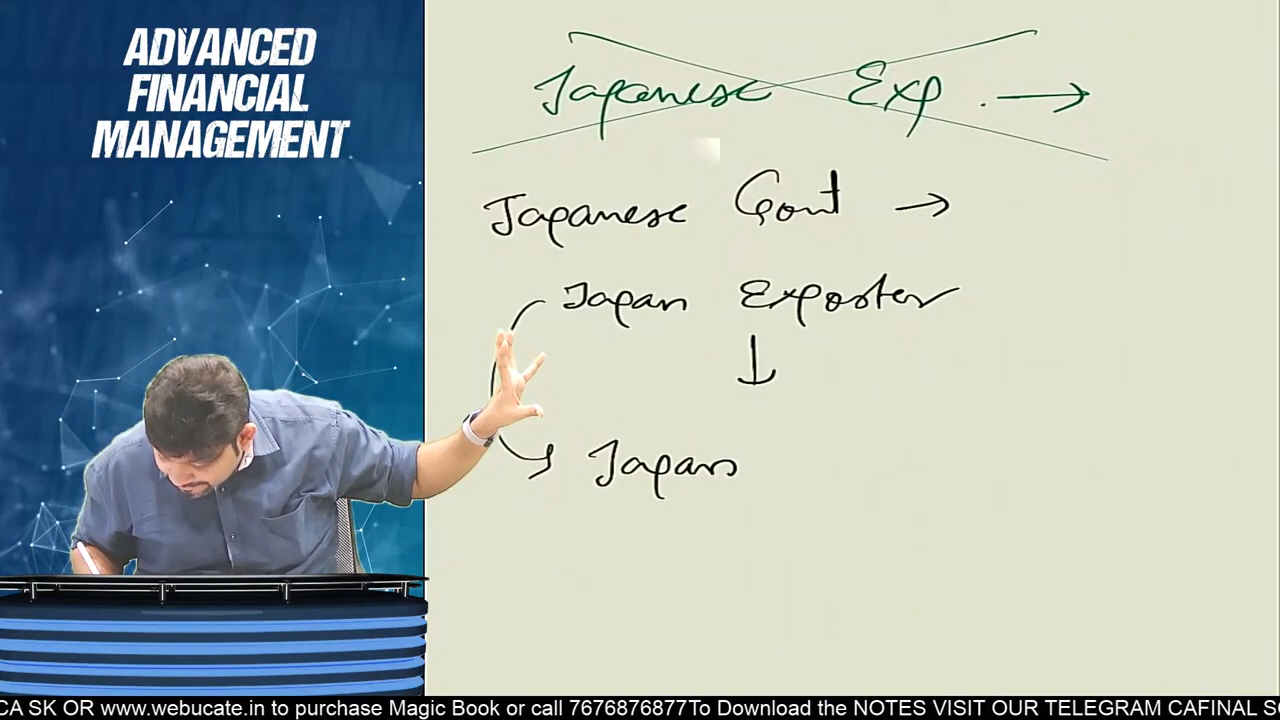 ADVANCED
FINANCIAL
MANAGEMENT
Japanese Exp. →
Japanese Govt →
Japan Exporter
↓
Japan
CA SK OR www.webucate.in to purchase Magic Book or call 7676876877To Download the NOTES VISIT OUR TELEGRAM CAFINAL S